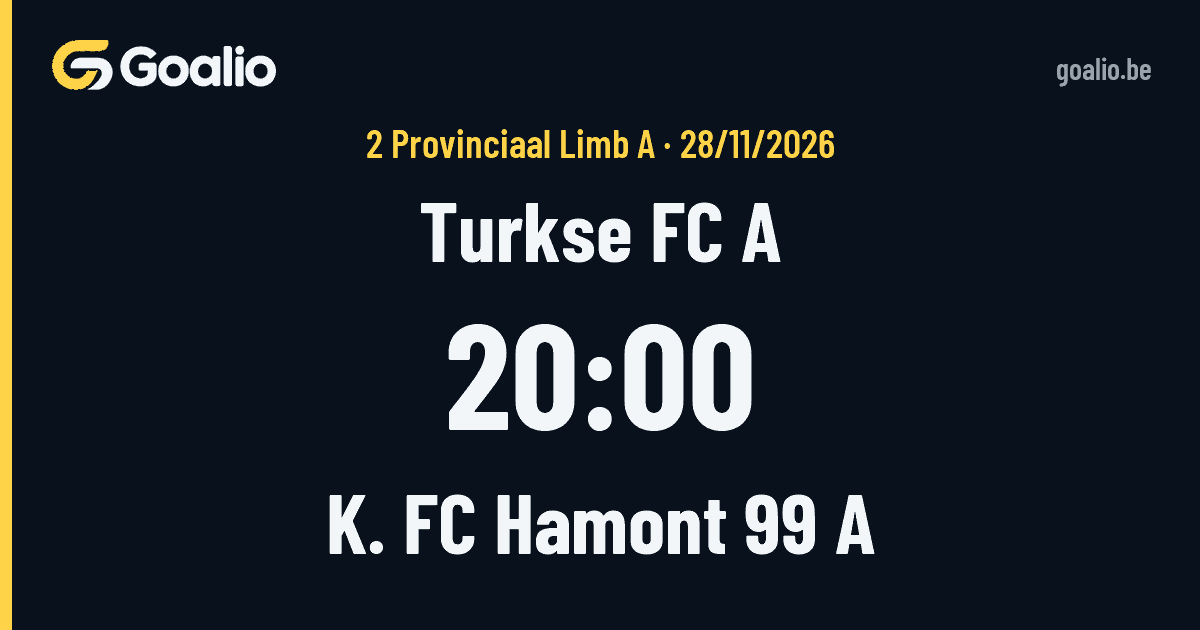 Goalio
goalio.be
2 Provinciaal Limb A · 28/11/2026
Turkse FC A
20:00
K. FC Hamont 99 A